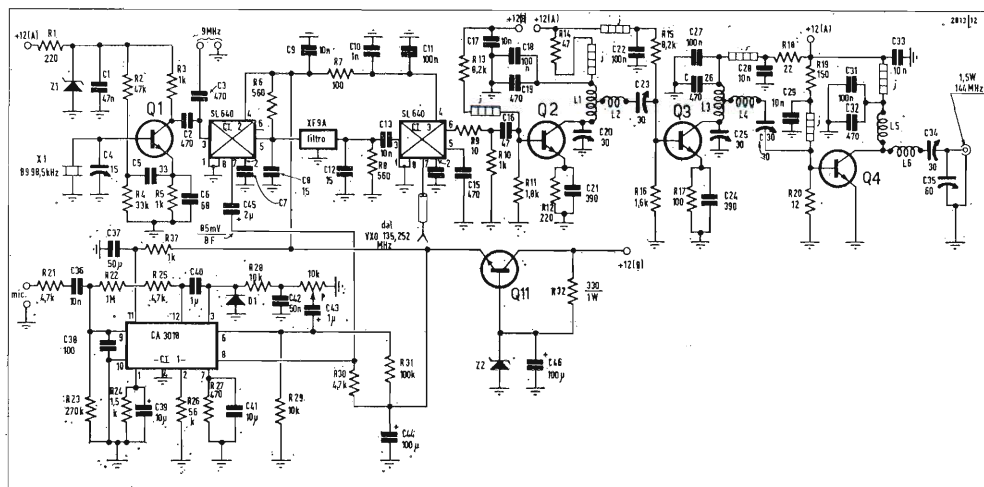 +12(A)
R1
220
Z1
C1
47n
R2
47k
R3
1k
9MHz
C3
470
C2
470
Q1
X1
8998,5kHz
C4
15
C5
33
R4
33k
R5
1k
C6
68
R6
560
SL 640
CI. 2
C7
C8
15
C45
2µ
85mV
BF
C9
10n
R7
100
C10
1n
C11
100n
XF9A
filtro
C12
15
C13
10n
R8
560
SL 640
CI. 3
dal
VXO 135,252
MHz
C15
470
R9
10
R10
1k
C16
47
R11
1,8k
C17
10n
R13
8,2k
+12(B)
+12(A)
C18
100n
C19
470
R14
47
C22
100n
L1
L2
C23
30
Q2
C20
30
R12
220
C21
390
R15
8,2k
R16
1,6k
C27
100n
26
470
Q3
L3
L4
C25
30
R17
100
C24
390
10n
30
C29
10n
R18
22
+12(A)
R19
150
R20
12
C31
100n
C32
470
C33
10n
L5
L6
Q4
C34
30
C35
60
1,5W
144MHz
C37
50µ
R37
1k
mic.
R21
4,7k
C36
10n
R22
1M
R25
4,7k
C40
1µ
D1
R28
10k
C42
50n
10k
P
C43
1µ
C38
100
CA 3018
CI 1
R23
270k
R24
1,5
k
C39
10µ
R26
56
k
R27
470
C41
10µ
R29
10k
R30
4,7k
R31
100k
C44
100µ
Q11
Z2
C46
100µ
R32
330
1W
+12(B)